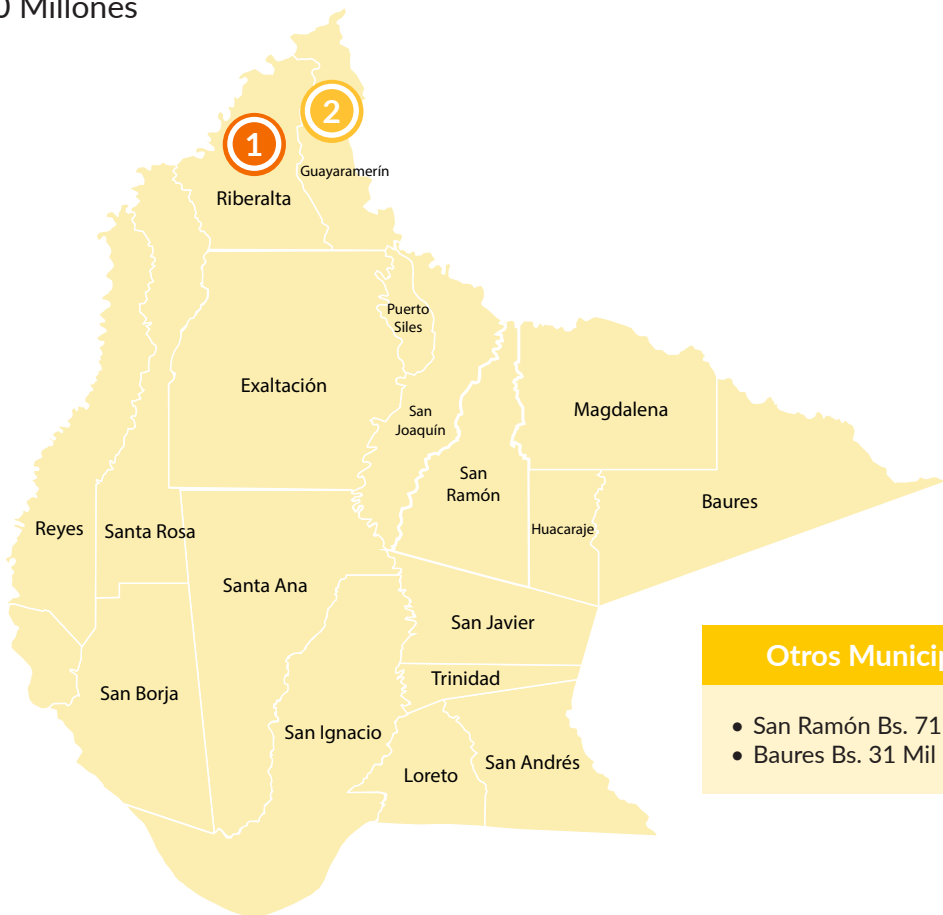 0 Millones
2
1
Guayaramerín
Riberalta
Puerto
Siles
Exaltación
San
Joaquín
Magdalena
San
Ramón
Baures
Reyes
Santa Rosa
Huacaraje
Santa Ana
San Javier
Otros Municip
Trinidad
San Borja
• San Ramón Bs. 71
San Ignacio
• Baures Bs. 31 Mil
San Andrés
Loreto